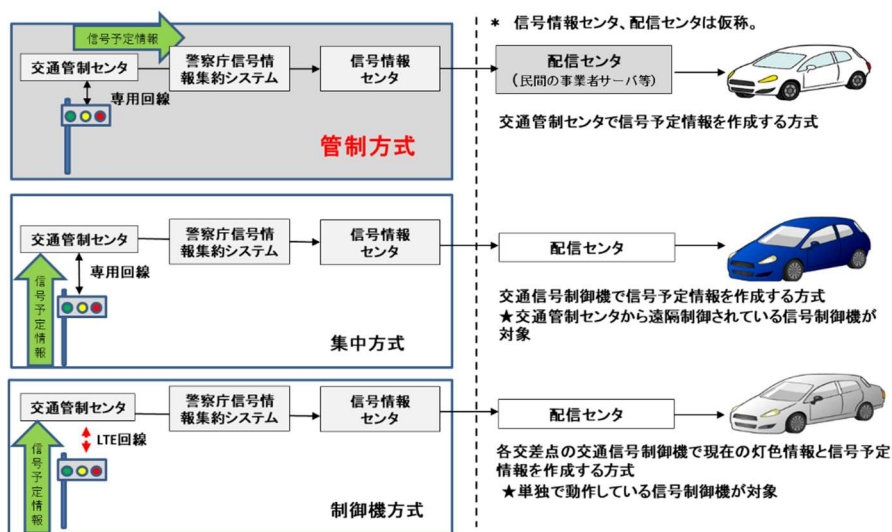 * 信号情報センタ、配信センタは仮称。
信号予定情報
交通管制センタ
警察庁信号情
報集約システム
信号情報
センタ
配信センタ
（民間の事業者サーバ等）
専用回線
管制方式
交通管制センタで信号予定情報を作成する方式
交通管制センタ
警察庁信号情
報集約システム
信号情報
センタ
配信センタ
専用回線
信号予定情報
集中方式
交通信号制御機で信号予定情報を作成する方式
★交通管制センタから遠隔制御されている信号制御機が
対象
交通管制センタ
警察庁信号情
報集約システム
信号情報
センタ
配信センタ
LTE回線
信号予定情報
制御機方式
各交差点の交通信号制御機で現在の灯色情報と信号予定
情報を作成する方式
★単独で動作している信号制御機が対象